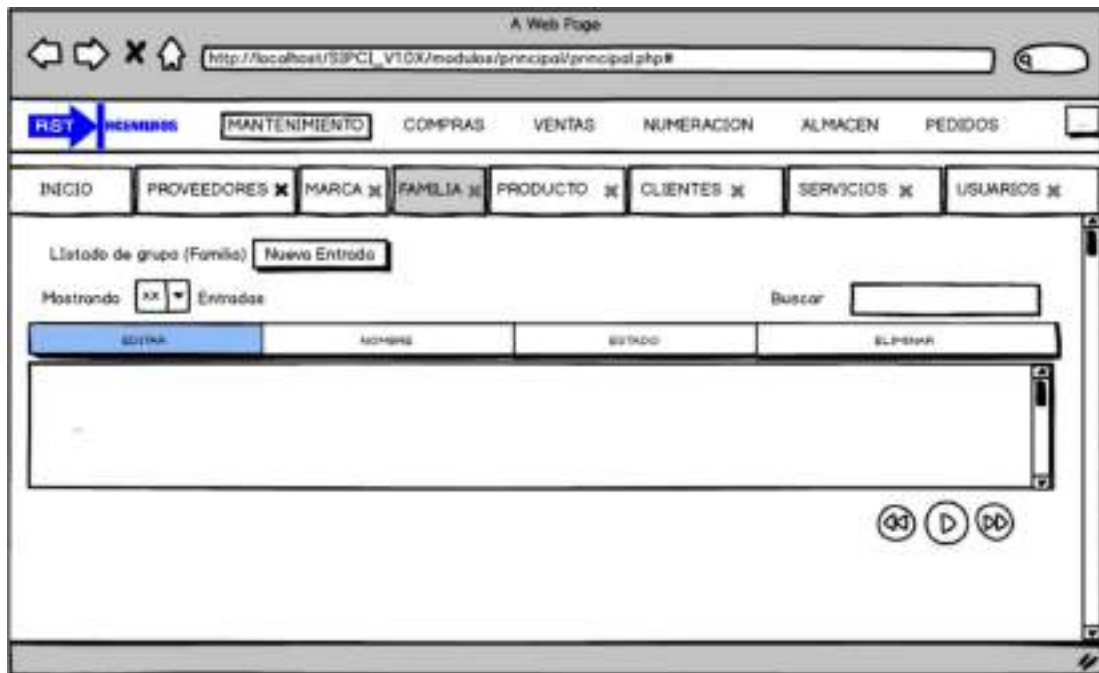 A Web Page
http://localhost/SIPCI_V1.0X/modulos/principal/principal.php#
RST INGENIEROS MANTENIMIENTO COMPRAS VENTAS NUMERACION ALMACEN PEDIDOS ...
INICIO PROVEEDORES MARCA FAMILIA PRODUCTO CLIENTES SERVICIOS USUARIOS
LIstado de grupo (Familia) Nueva Entrada
Mostrando xx Entradas Buscar
EDITAR NOMBRE ESTADO ELIMINAR